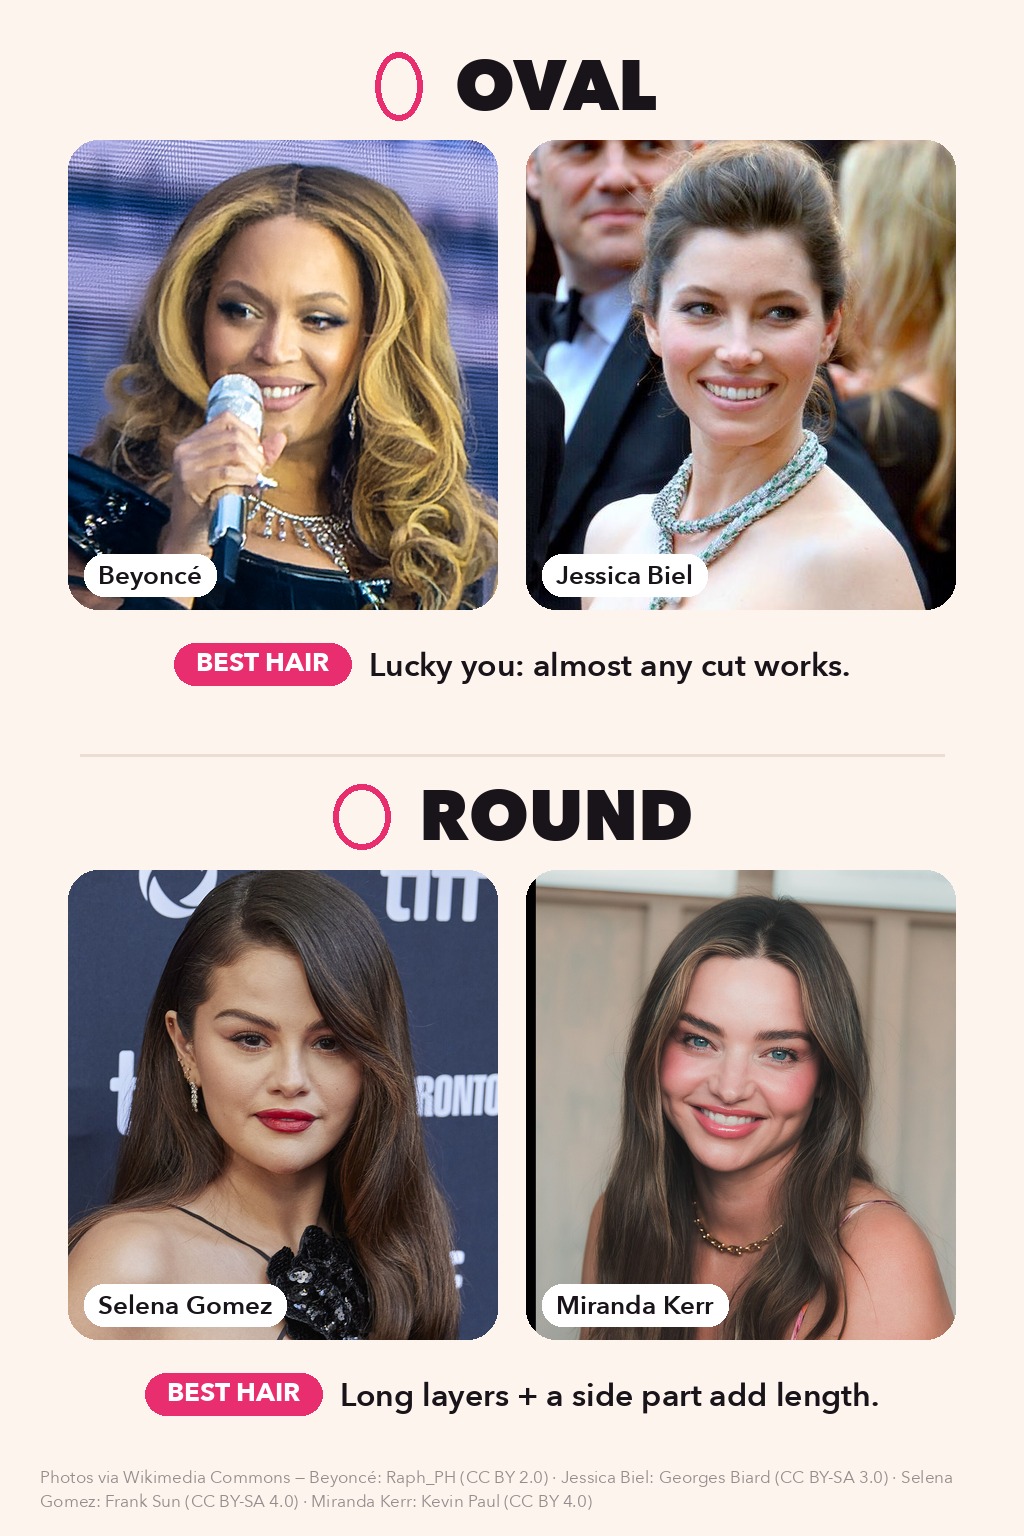 OVAL
Beyoncé
Jessica Biel
BEST HAIR Lucky you: almost any cut works.
ROUND
tiff
t
RONTO
Selena Gomez
Miranda Kerr
BEST HAIR Long layers + a side part add length.
Photos via Wikimedia Commons – Beyoncé: Raph_PH (CC BY 2.0) · Jessica Biel: Georges Biard (CC BY-SA 3.0) · Selena
Gomez: Frank Sun (CC BY-SA 4.0) · Miranda Kerr: Kevin Paul (CC BY 4.0)